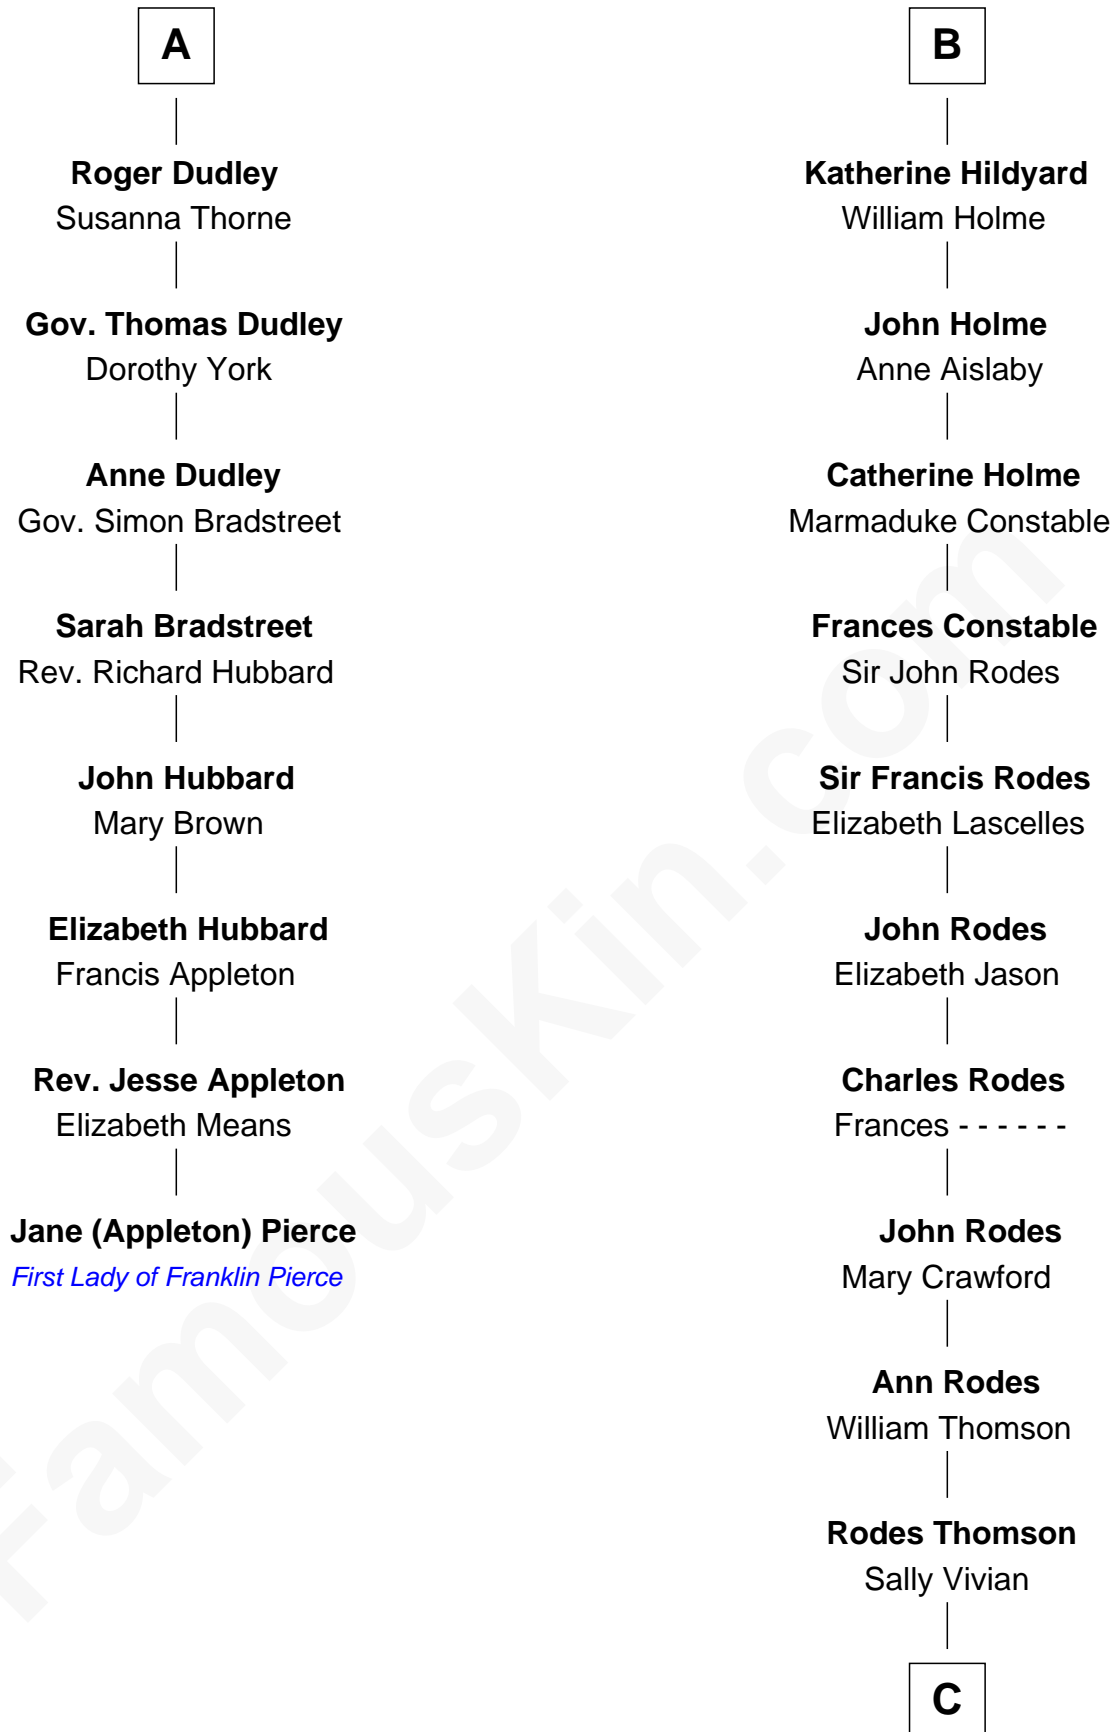 A
Roger Dudley
Susanna Thorne
Gov. Thomas Dudley
Dorothy York
Anne Dudley
Gov. Simon Bradstreet
Sarah Bradstreet
Rev. Richard Hubbard
John Hubbard
Mary Brown
Elizabeth Hubbard
Francis Appleton
Rev. Jesse Appleton
Elizabeth Means
Jane (Appleton) Pierce
First Lady of Franklin Pierce
B
Katherine Hildyard
William Holme
John Holme
Anne Aislaby
Catherine Holme
Marmaduke Constable
Frances Constable
Sir John Rodes
Sir Francis Rodes
Elizabeth Lascelles
John Rodes
Elizabeth Jason
Charles Rodes
Frances - - - - - -
John Rodes
Mary Crawford
Ann Rodes
William Thomson
Rodes Thomson
Sally Vivian
C
FamousKin.com